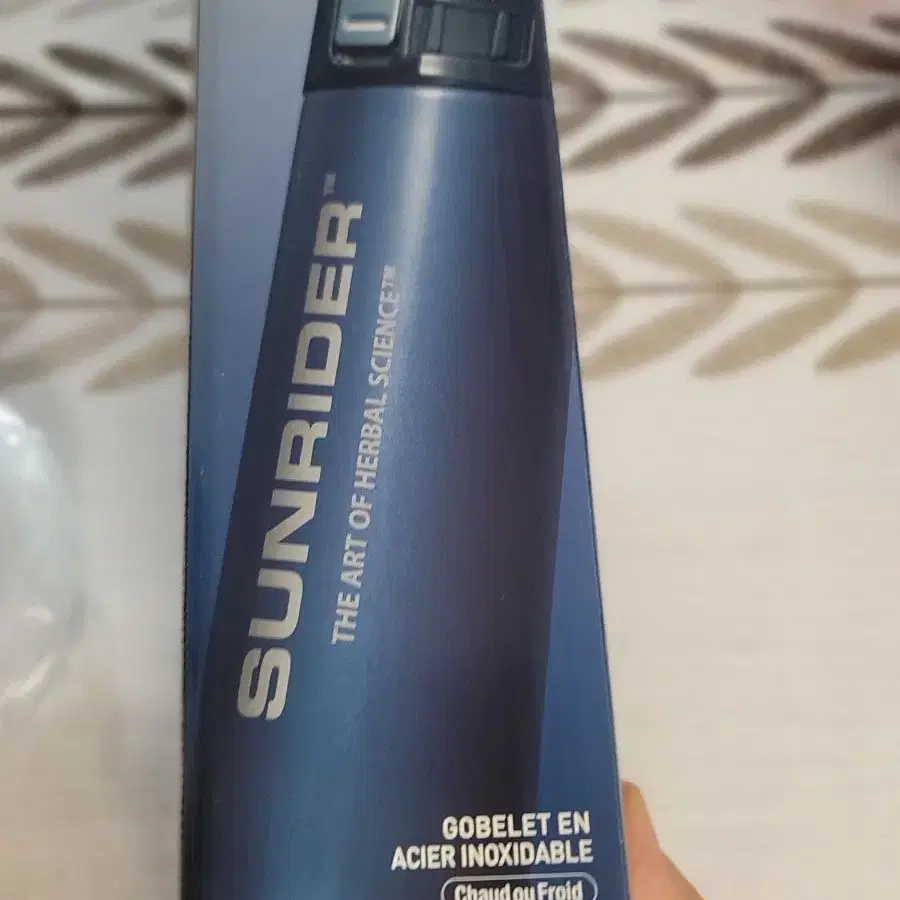 SUNRIDER™
THE ART OF HERBAL SCIENCE™
GOBELET EN
ACIER INOXIDABLE
Chaud ou Froid